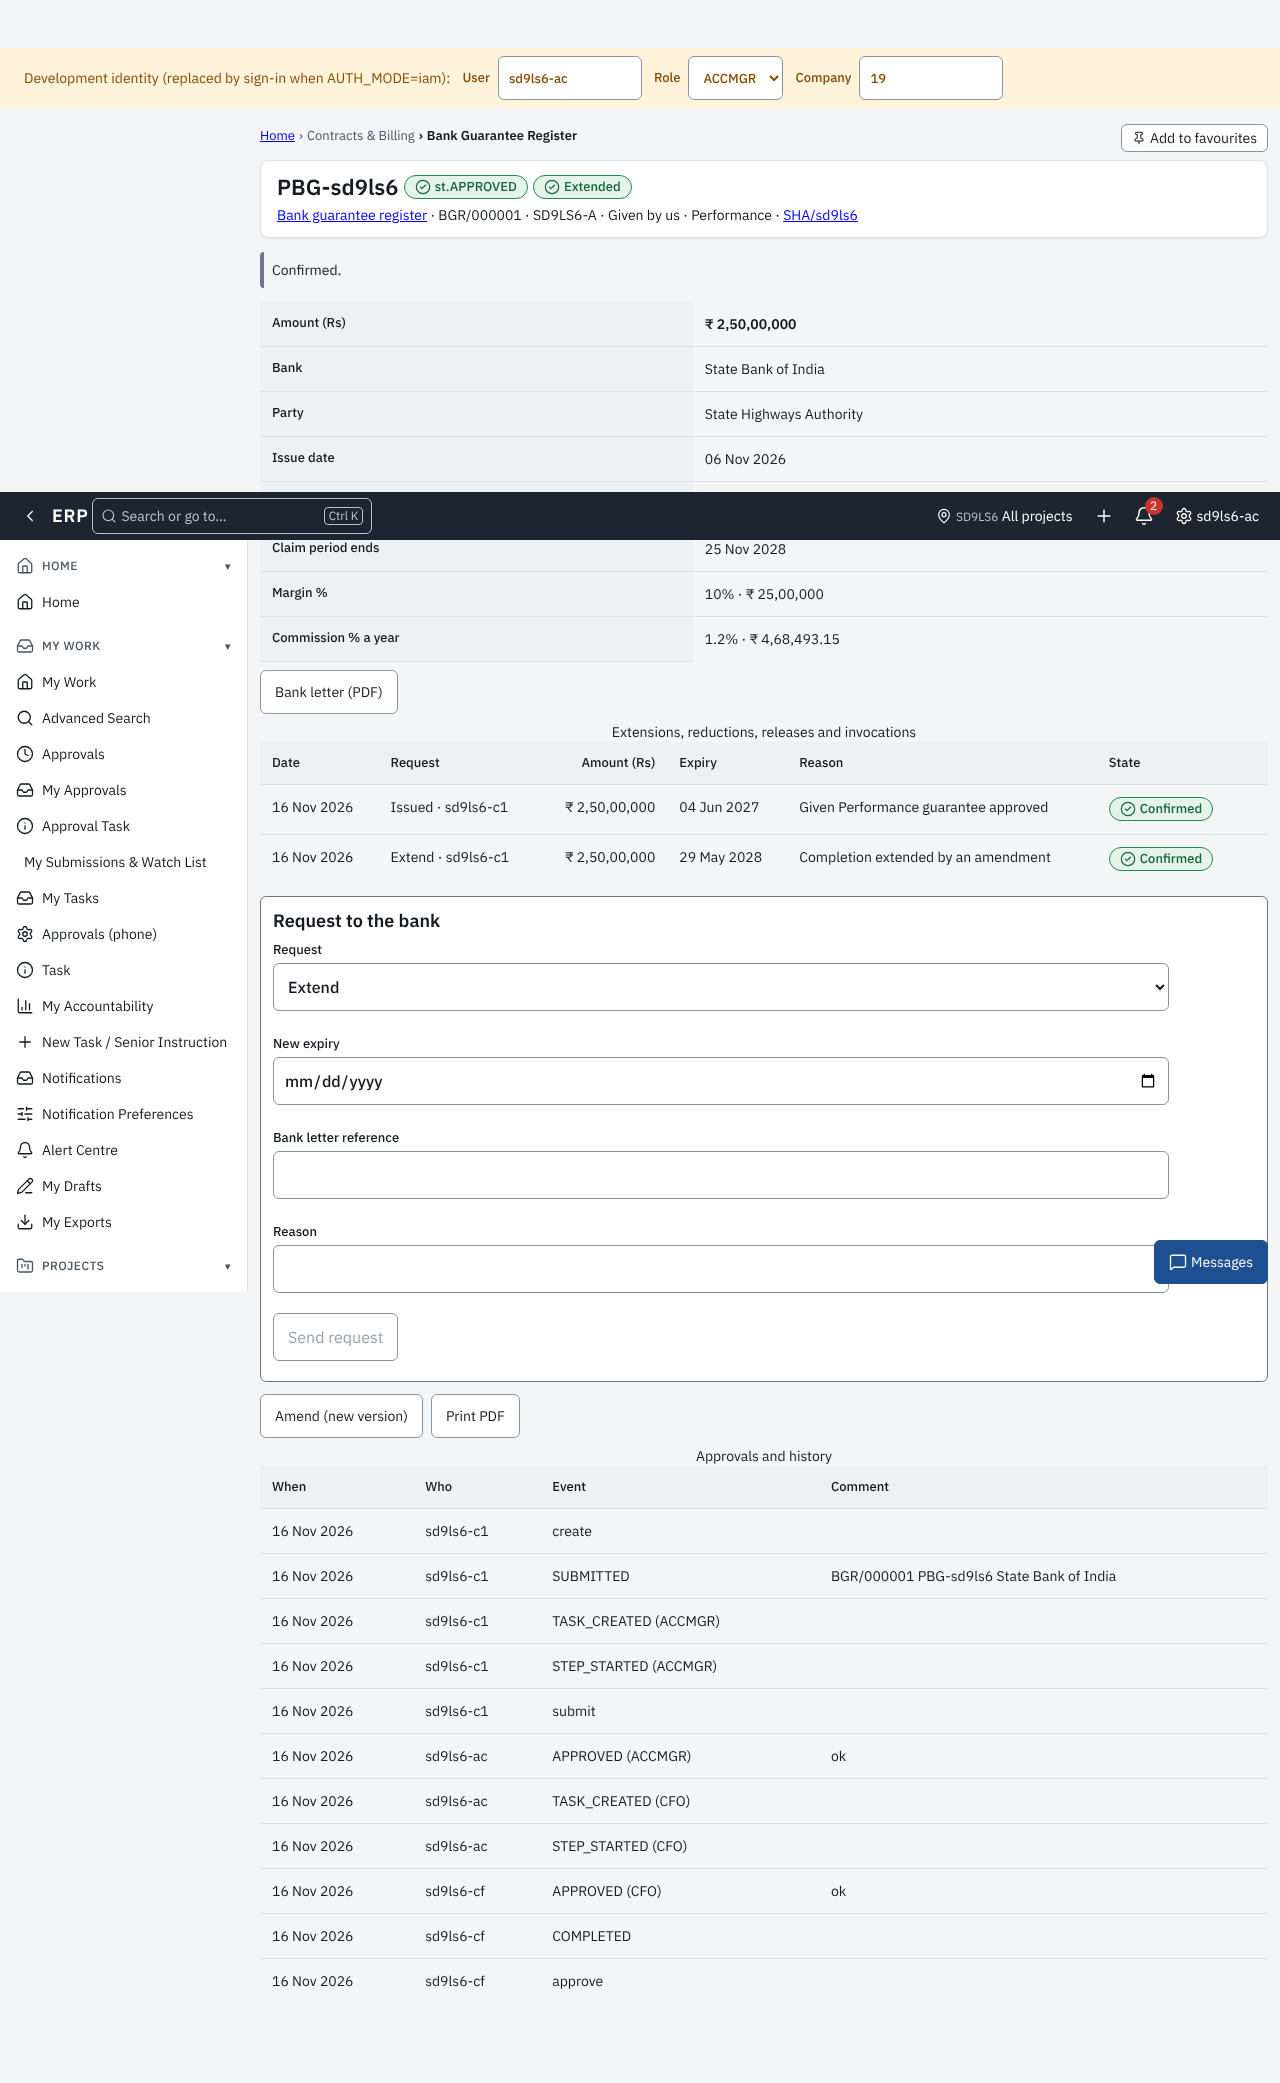 Development identity (replaced by sign-in when AUTH_MODE=iam): User sd9ls6-ac Role ACCMGR Company 19
Home › Contracts & Billing › Bank Guarantee Register
Add to favourites
PBG-sd9ls6 st.APPROVED Extended
Bank guarantee register · BGR/000001 · SD9LS6-A · Given by us · Performance · SHA/sd9ls6
Confirmed.
Amount (Rs) ₹ 2,50,00,000
Bank State Bank of India
Party State Highways Authority
Issue date 06 Nov 2026
ERP Search or go to... Ctrl K SD9LS6 All projects 2 sd9ls6-ac
Claim period ends 25 Nov 2028
Margin % 10% · ₹ 25,00,000
Commission % a year 1.2% · ₹ 4,68,493.15
HOME
Home
MY WORK
My Work
Advanced Search
Approvals
My Approvals
Approval Task
My Submissions & Watch List
My Tasks
Approvals (phone)
Task
My Accountability
New Task / Senior Instruction
Notifications
Notification Preferences
Alert Centre
My Drafts
My Exports
PROJECTS
Bank letter (PDF)
Extensions, reductions, releases and invocations
Date Request Amount (Rs) Expiry Reason State
16 Nov 2026 Issued · sd9ls6-c1 ₹ 2,50,00,000 04 Jun 2027 Given Performance guarantee approved Confirmed
16 Nov 2026 Extend · sd9ls6-c1 ₹ 2,50,00,000 29 May 2028 Completion extended by an amendment Confirmed
Request to the bank
Request
Extend
New expiry
mm/dd/yyyy
Bank letter reference
Reason
Messages
Send request
Amend (new version) Print PDF
Approvals and history
When Who Event Comment
16 Nov 2026 sd9ls6-c1 create
16 Nov 2026 sd9ls6-c1 SUBMITTED BGR/000001 PBG-sd9ls6 State Bank of India
16 Nov 2026 sd9ls6-c1 TASK_CREATED (ACCMGR)
16 Nov 2026 sd9ls6-c1 STEP_STARTED (ACCMGR)
16 Nov 2026 sd9ls6-c1 submit
16 Nov 2026 sd9ls6-ac APPROVED (ACCMGR) ok
16 Nov 2026 sd9ls6-ac TASK_CREATED (CFO)
16 Nov 2026 sd9ls6-ac STEP_STARTED (CFO)
16 Nov 2026 sd9ls6-cf APPROVED (CFO) ok
16 Nov 2026 sd9ls6-cf COMPLETED
16 Nov 2026 sd9ls6-cf approve